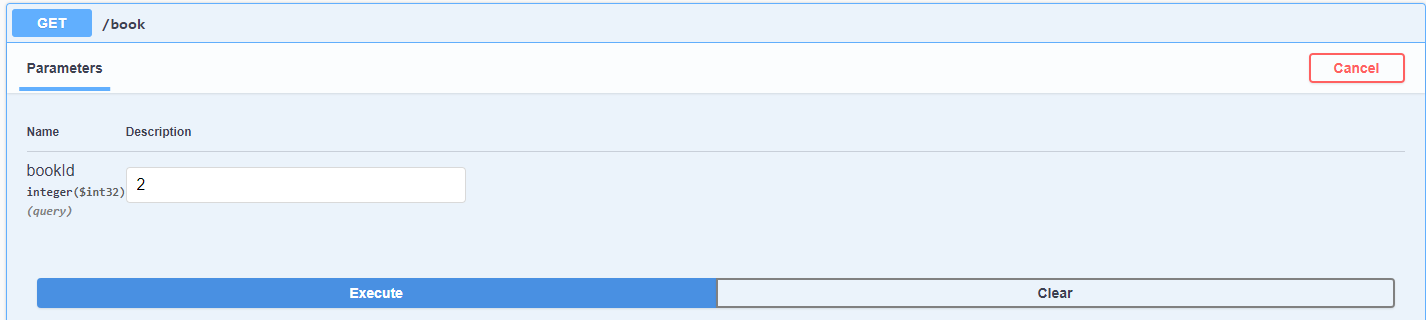 GET /book
Parameters Cancel
Name Description
bookId
integer($int32) 2
(query)
Execute Clear